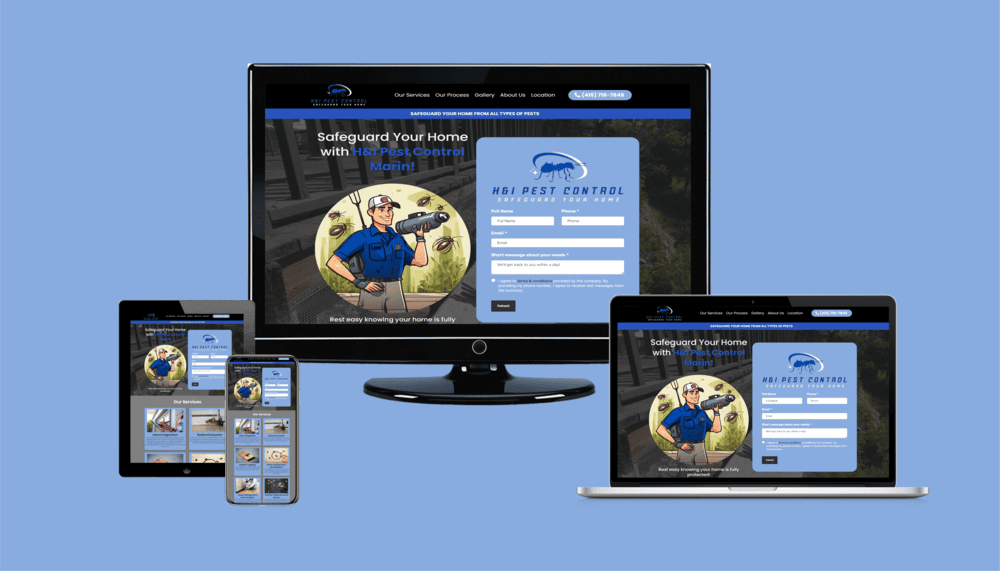 H&I PEST CONTROL
SAFEGUARD YOUR HOME
Our Services Our Process Gallery About Us Location (415) 716-7645
SAFEGUARD YOUR HOME FROM ALL TYPES OF PESTS
Safeguard Your Home
with H&I Pest Control
Marin!
Rest easy knowing your home is fully
H&I PEST CONTROL
SAFEGUARD YOUR HOME
Full Name Phone *
Full Name Phone
Email *
Email
Short message about your needs *
We'll get back to you within a day!
I agree to terms & conditions provided by the company. By
providing my phone number, I agree to receive text messages from
the business.
Submit
Safeguard Your Home
with H&I Pest Control
Our Services
Safeguard Your Home
Our Services
Our Services Our Process Gallery About Us Location
SAFEGUARD YOUR HOME FROM ALL TYPES OF PESTS
Safeguard Your Home
with H&I Pest Control
Marin!
Rest easy knowing your home is fully
protected!
H&I PEST CONTROL
SAFEGUARD YOUR HOME
Full Name Phone *
Email *
Email
Short message about your needs *